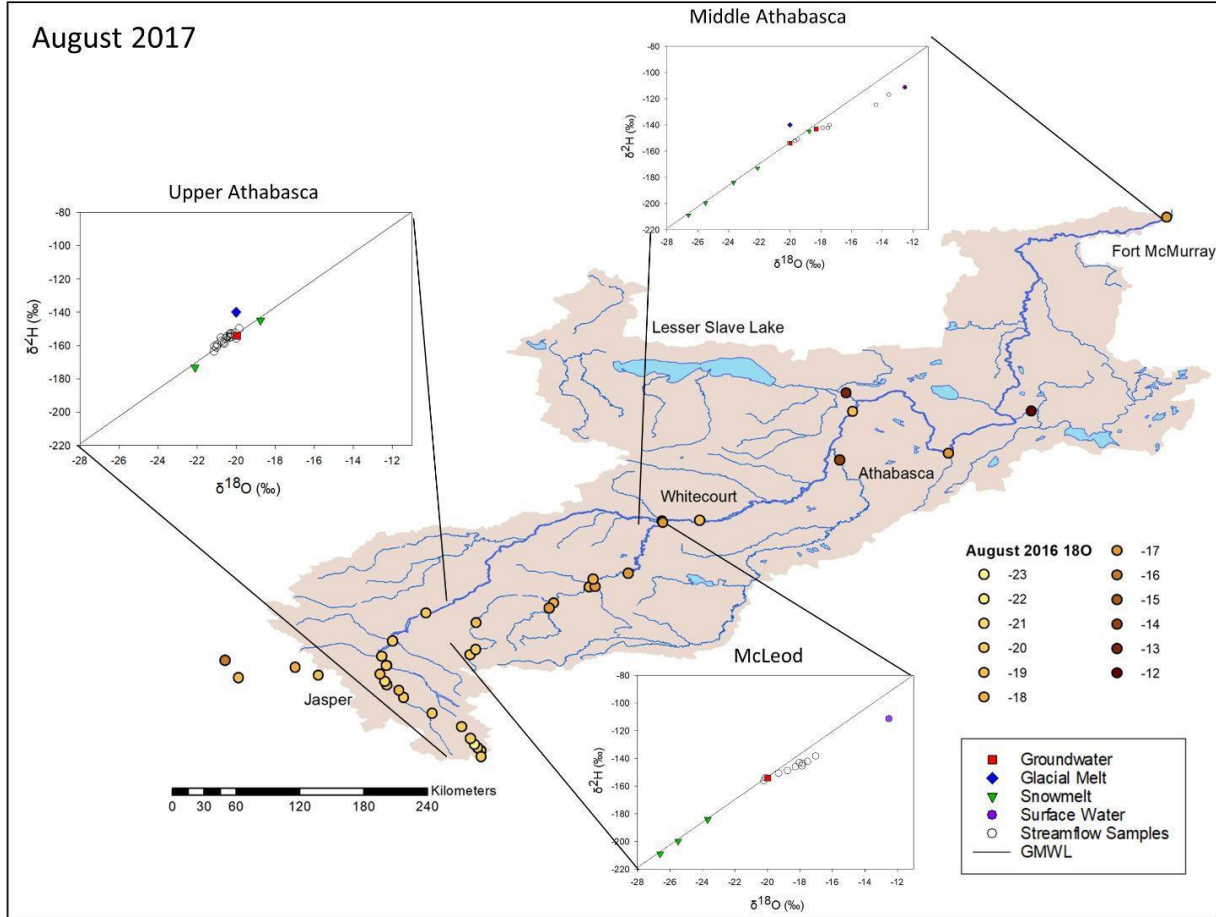 August 2017
Middle Athabasca
-80
-100
-120
-140
-160
-180
-200
-220
δ²H (‰)
-28 -26 -24 -22 -20 -18 -16 -14 -12
δ¹⁸O (‰)
Upper Athabasca
-80
-100
-120
-140
-160
-180
-200
-220
δ²H (‰)
-28 -26 -24 -22 -20 -18 -16 -14 -12
δ¹⁸O (‰)
Fort McMurray
Lesser Slave Lake
Athabasca
Whitecourt
Jasper
Kilometers
0 30 60 120 180 240
McLeod
-80
-100
-120
-140
-160
-180
-200
-220
δ²H (‰)
-28 -26 -24 -22 -20 -18 -16 -14 -12
δ¹⁸O (‰)
August 2016 18O
-23
-22
-21
-20
-19
-18
-17
-16
-15
-14
-13
-12
Groundwater
Glacial Melt
Snowmelt
Surface Water
Streamflow Samples
GMWL